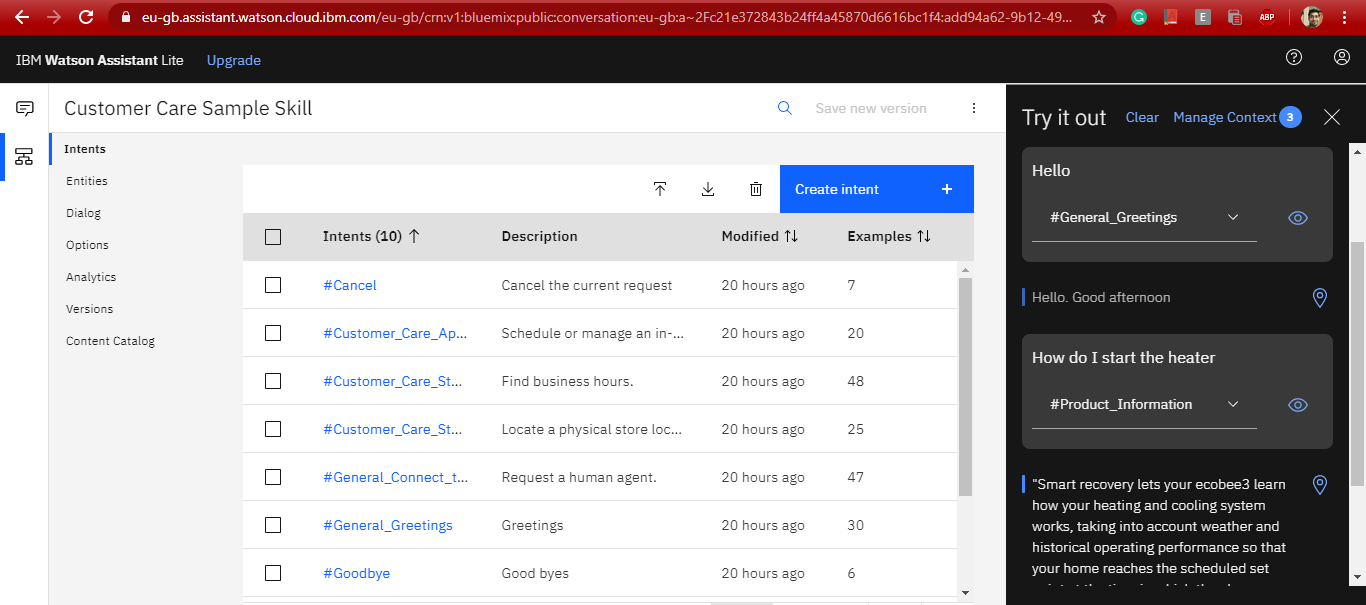 eu-gb.assistant.watson.cloud.ibm.com/eu-gb/crn:v1:bluemix:public:conversation:eu-gb:a~2Fc21e372843b24ff4a45870d6616bc1f4:add94a62-9b12-49...
G
E
ABP
IBM Watson Assistant Lite
Upgrade
Customer Care Sample Skill
Save new version
Intents
Entities
Dialog
Options
Analytics
Versions
Content Catalog
Create intent +
Intents (10) Description Modified Examples
#Cancel Cancel the current request 20 hours ago 7
#Customer_Care_Ap... Schedule or manage an in-... 20 hours ago 20
#Customer_Care_St... Find business hours. 20 hours ago 48
#Customer_Care_St... Locate a physical store loc... 20 hours ago 25
#General_Connect_t... Request a human agent. 20 hours ago 47
#General_Greetings Greetings 20 hours ago 30
#Goodbye Good byes 20 hours ago 6
Try it out Clear Manage Context 3
Hello
#General_Greetings
Hello. Good afternoon
How do I start the heater
#Product_Information
"Smart recovery lets your ecobee3 learn
how your heating and cooling system
works, taking into account weather and
historical operating performance so that
your home reaches the scheduled set